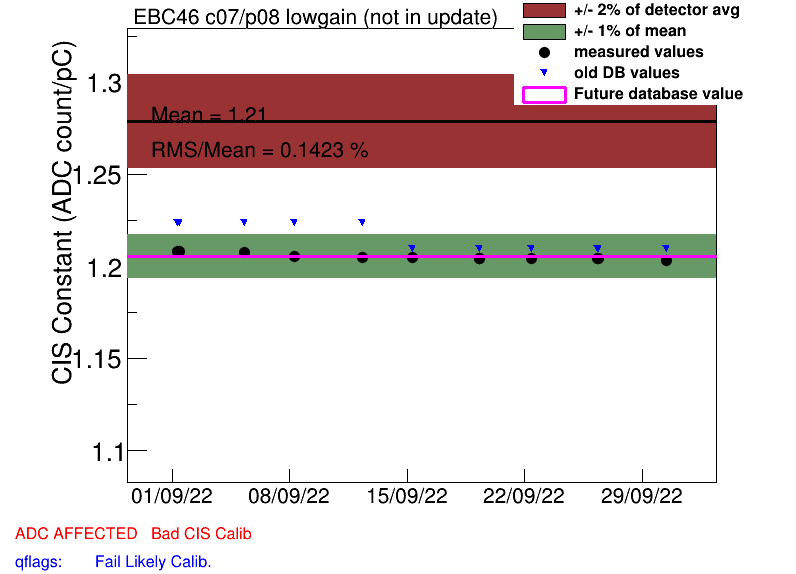 EBC46 c07/p08 lowgain (not in update)
+/- 2% of detector avg
+/- 1% of mean
measured values
old DB values
Future database value
CIS Constant (ADC count/pC)
1.3
1.25
1.2
1.15
1.1
Mean = 1.21
RMS/Mean = 0.1423 %
01/09/22 08/09/22 15/09/22 22/09/22 29/09/22
ADC AFFECTED Bad CIS Calib
qflags: Fail Likely Calib.